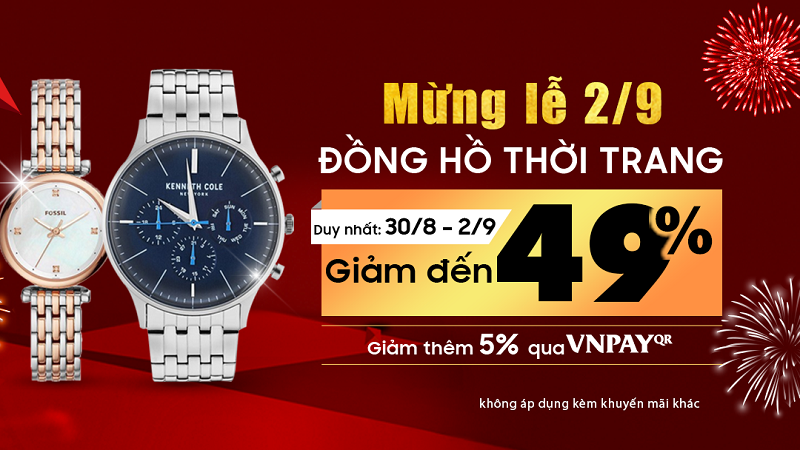 Mừng lễ 2/9
ĐỒNG HỒ THỜI TRANG
Duy nhất: 30/8 - 2/9
Giảm đến 49%
Giảm thêm 5% qua VNPAYQR
không áp dụng kèm khuyến mãi khác
FOSSIL
KENNETH COLE
NEW YORK